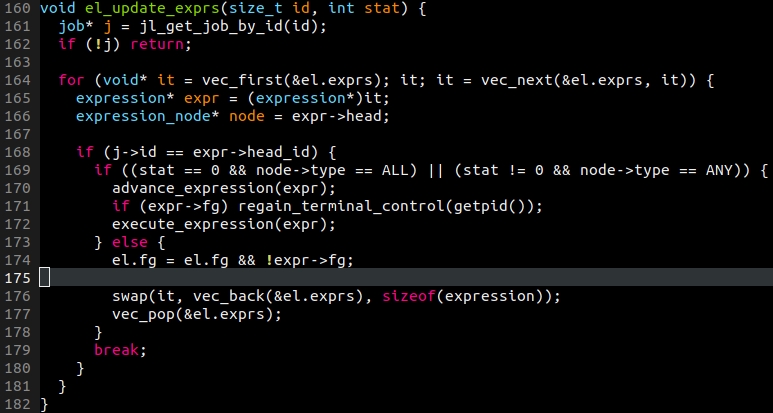 160 void el_update_exprs(size_t id, int stat) {
161   job* j = jl_get_job_by_id(id);
162   if (!j) return;
163
164   for (void* it = vec_first(&el.exprs); it; it = vec_next(&el.exprs, it)) {
165     expression* expr = (expression*)it;
166     expression_node* node = expr->head;
167
168     if (j->id == expr->head_id) {
169       if ((stat == 0 && node->type == ALL) || (stat != 0 && node->type == ANY)) {
170         advance_expression(expr);
171         if (expr->fg) regain_terminal_control(getpid());
172         execute_expression(expr);
173       } else {
174         el.fg = el.fg && !expr->fg;
175
176         swap(it, vec_back(&el.exprs), sizeof(expression));
177         vec_pop(&el.exprs);
178       }
179       break;
180     }
181   }
182 }